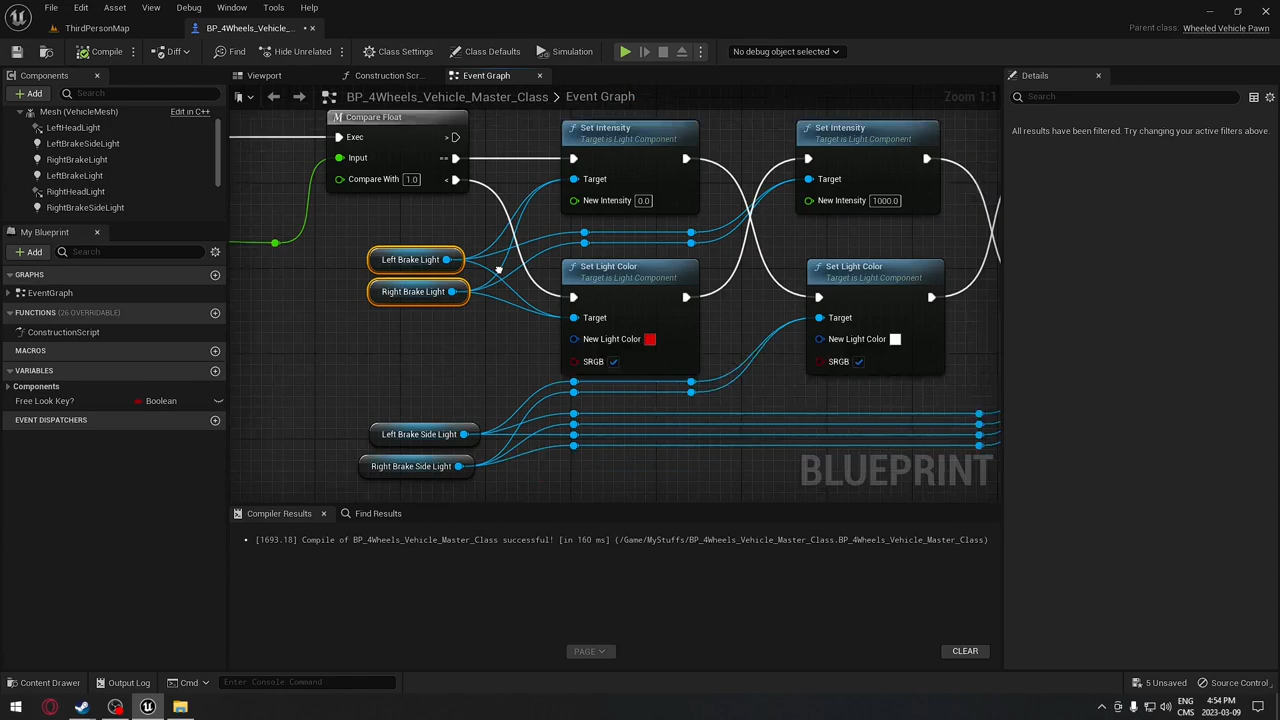 File Edit Asset View Debug Window Tools Help
ThirdPersonMap
BP_4Wheels_Vehicle_...
Parent class: Wheeled Vehicle Pawn
Compile Diff Find Hide Unrelated Class Settings Class Defaults Simulation No debug object selected
Components
Viewport Construction Scr... Event Graph
Details
Add Search
BP_4Wheels_Vehicle_Master_Class > Event Graph
Zoom 1:1
Search
All results have been filtered. Try changing your active filters above.
Mesh (VehicleMesh) Edit in C++
LeftHeadLight
LeftBrakeSideLight
RightBrakeLight
LeftBrakeLight
RightHeadLight
RightBrakeSideLight
My Blueprint
Add Search
GRAPHS
EventGraph
FUNCTIONS (26 OVERRIDABLE)
ConstructionScript
MACROS
VARIABLES
Components
Free Look Key? Boolean
EVENT DISPATCHERS
Compare Float
Exec >
Input ==
Compare With 1.0 <
Set Intensity
Target is Light Component
Target
New Intensity 0.0
Set Intensity
Target is Light Component
Target
New Intensity 1000.0
Left Brake Light
Right Brake Light
Set Light Color
Target is Light Component
Target
New Light Color
SRGB
Set Light Color
Target is Light Component
Target
New Light Color
SRGB
Left Brake Side Light
Right Brake Side Light
BLUEPRINT
Compiler Results Find Results
[1693.18] Compile of BP_4Wheels_Vehicle_Master_Class successful! [in 160 ms] (/Game/MyStuffs/BP_4Wheels_Vehicle_Master_Class.BP_4Wheels_Vehicle_Master_Class)
PAGE
CLEAR
Content Drawer Output Log Cmd Enter Console Command
5 Unsaved Source Control
ENG
CMS
4:54 PM
2023-03-09